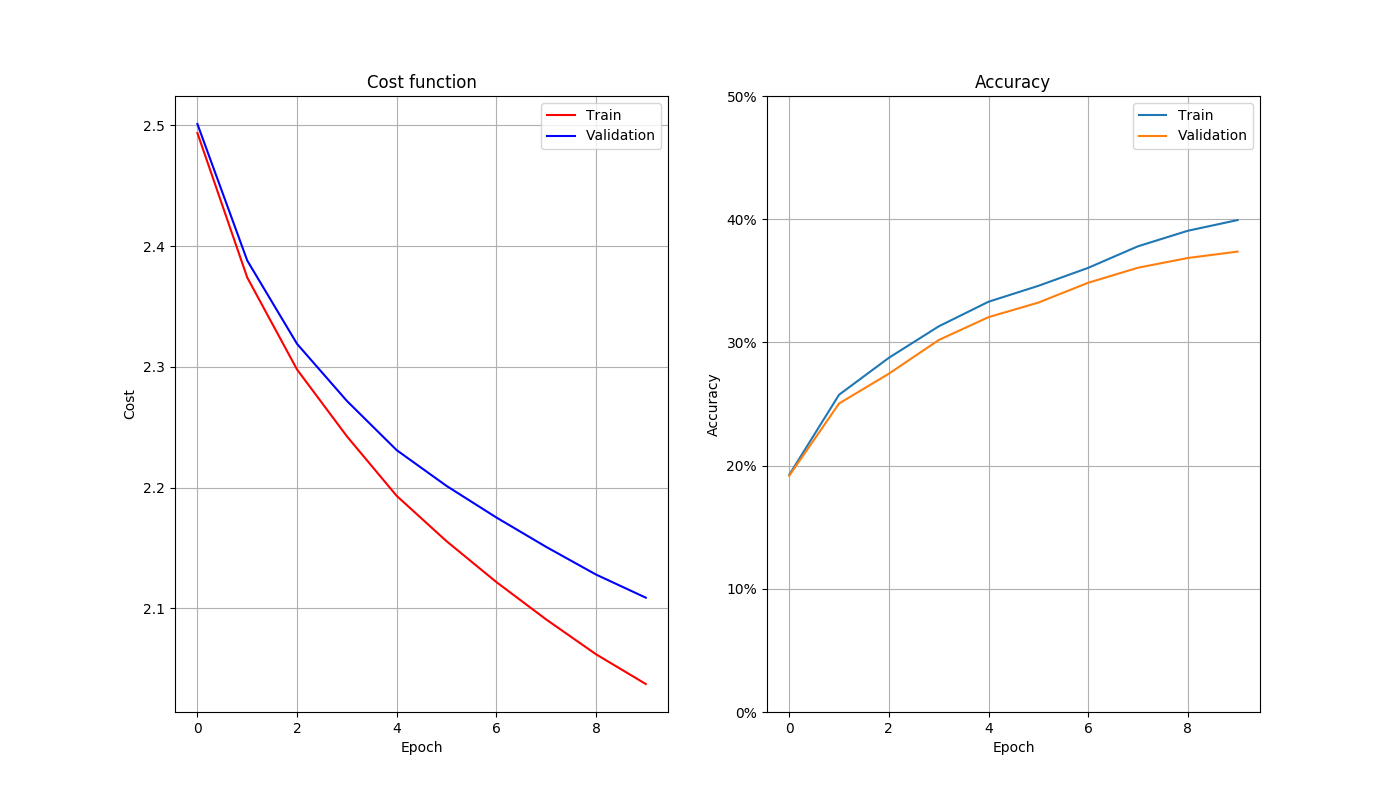 Cost function
2.5
2.4
2.3
2.2
2.1
Cost
0 2 4 6 8
Epoch
Train
Validation
Accuracy
50%
40%
30%
20%
10%
0%
Accuracy
0 2 4 6 8
Epoch
Train
Validation